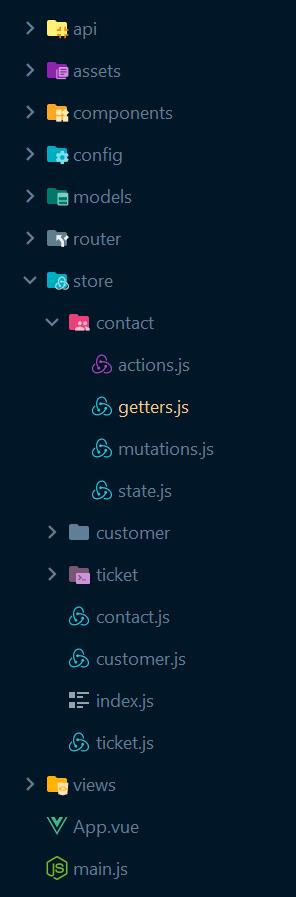 api
assets
components
config
models
router
store
contact
actions.js
getters.js
mutations.js
state.js
customer
ticket
contact.js
customer.js
index.js
ticket.js
views
App.vue
main.js